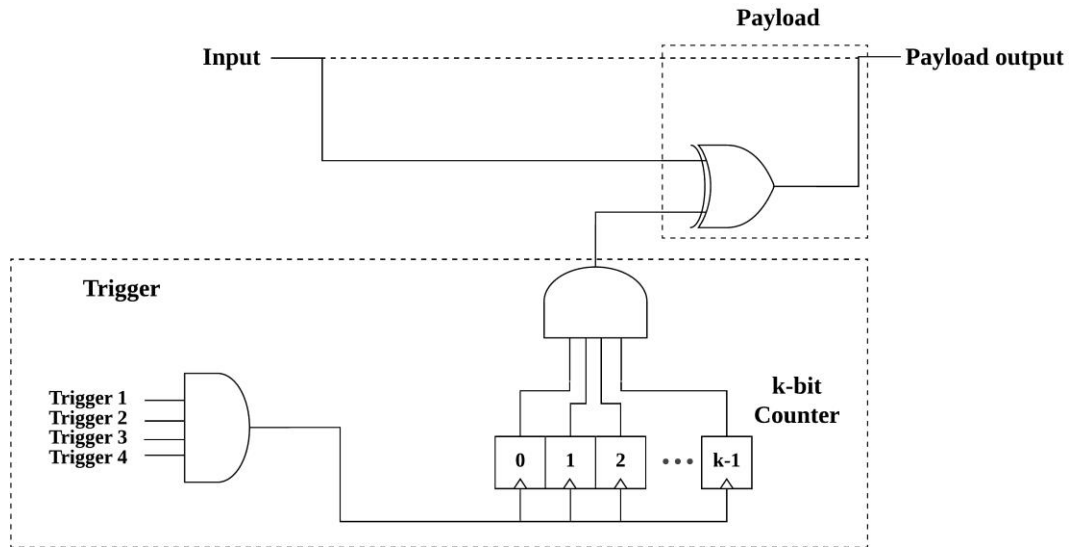 Payload
Input
Payload output
Trigger
Trigger 1
Trigger 2
Trigger 3
Trigger 4
k-bit
Counter
0 1 2 ••• k-1